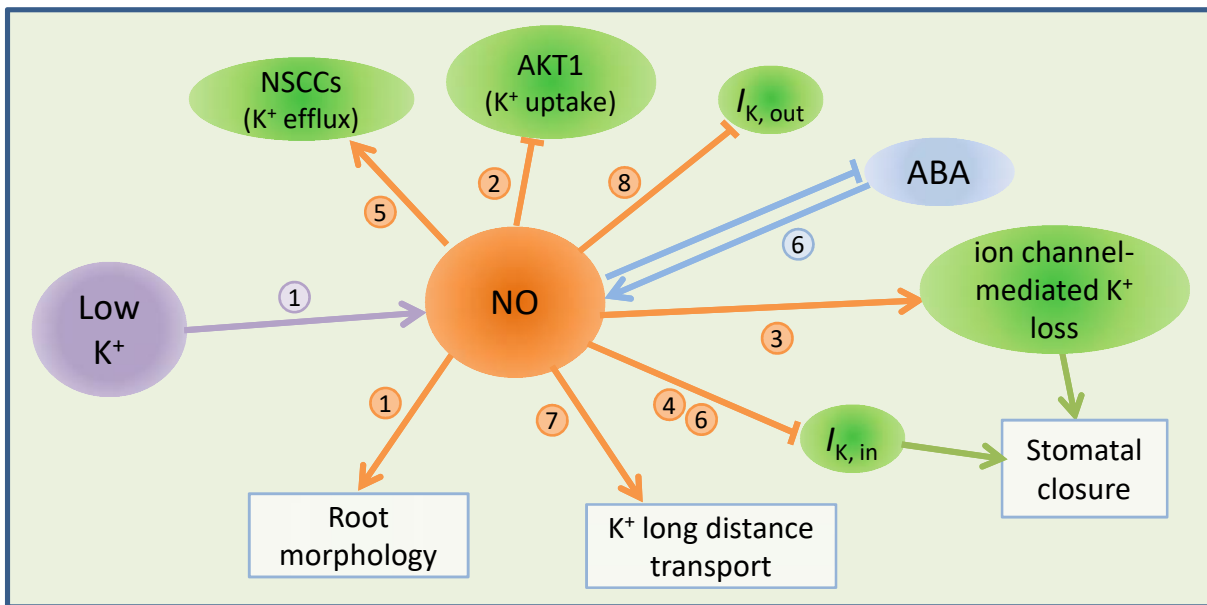 NSCCs
(K⁺ efflux)
AKT1
(K⁺ uptake)
I K, out
ABA
5
2
8
6
ion channel-
mediated K⁺
loss
Low
K⁺
1
NO
3
1
7
4
6
I K, in
Stomatal
closure
Root
morphology
K⁺ long distance
transport